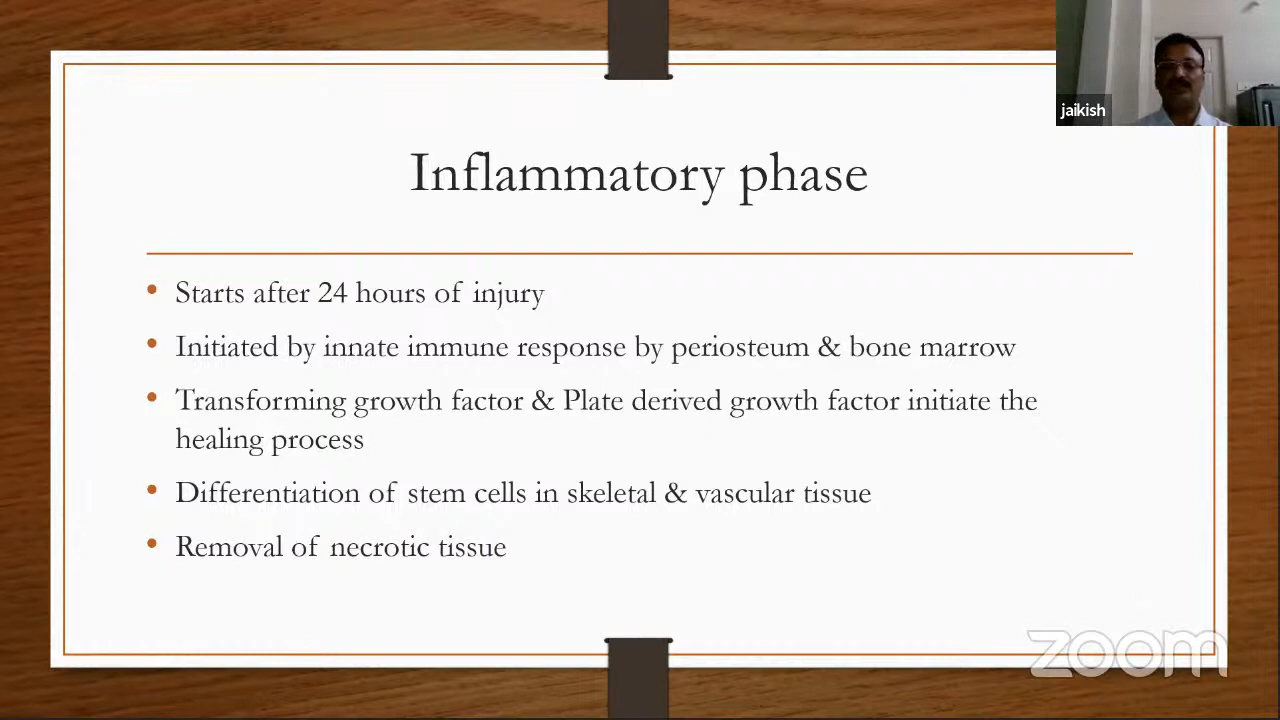 jaikish
Inflammatory phase
• Starts after 24 hours of injury
• Initiated by innate immune response by periosteum & bone marrow
• Transforming growth factor & Plate derived growth factor initiate the
healing process
• Differentiation of stem cells in skeletal & vascular tissue
• Removal of necrotic tissue
zoom